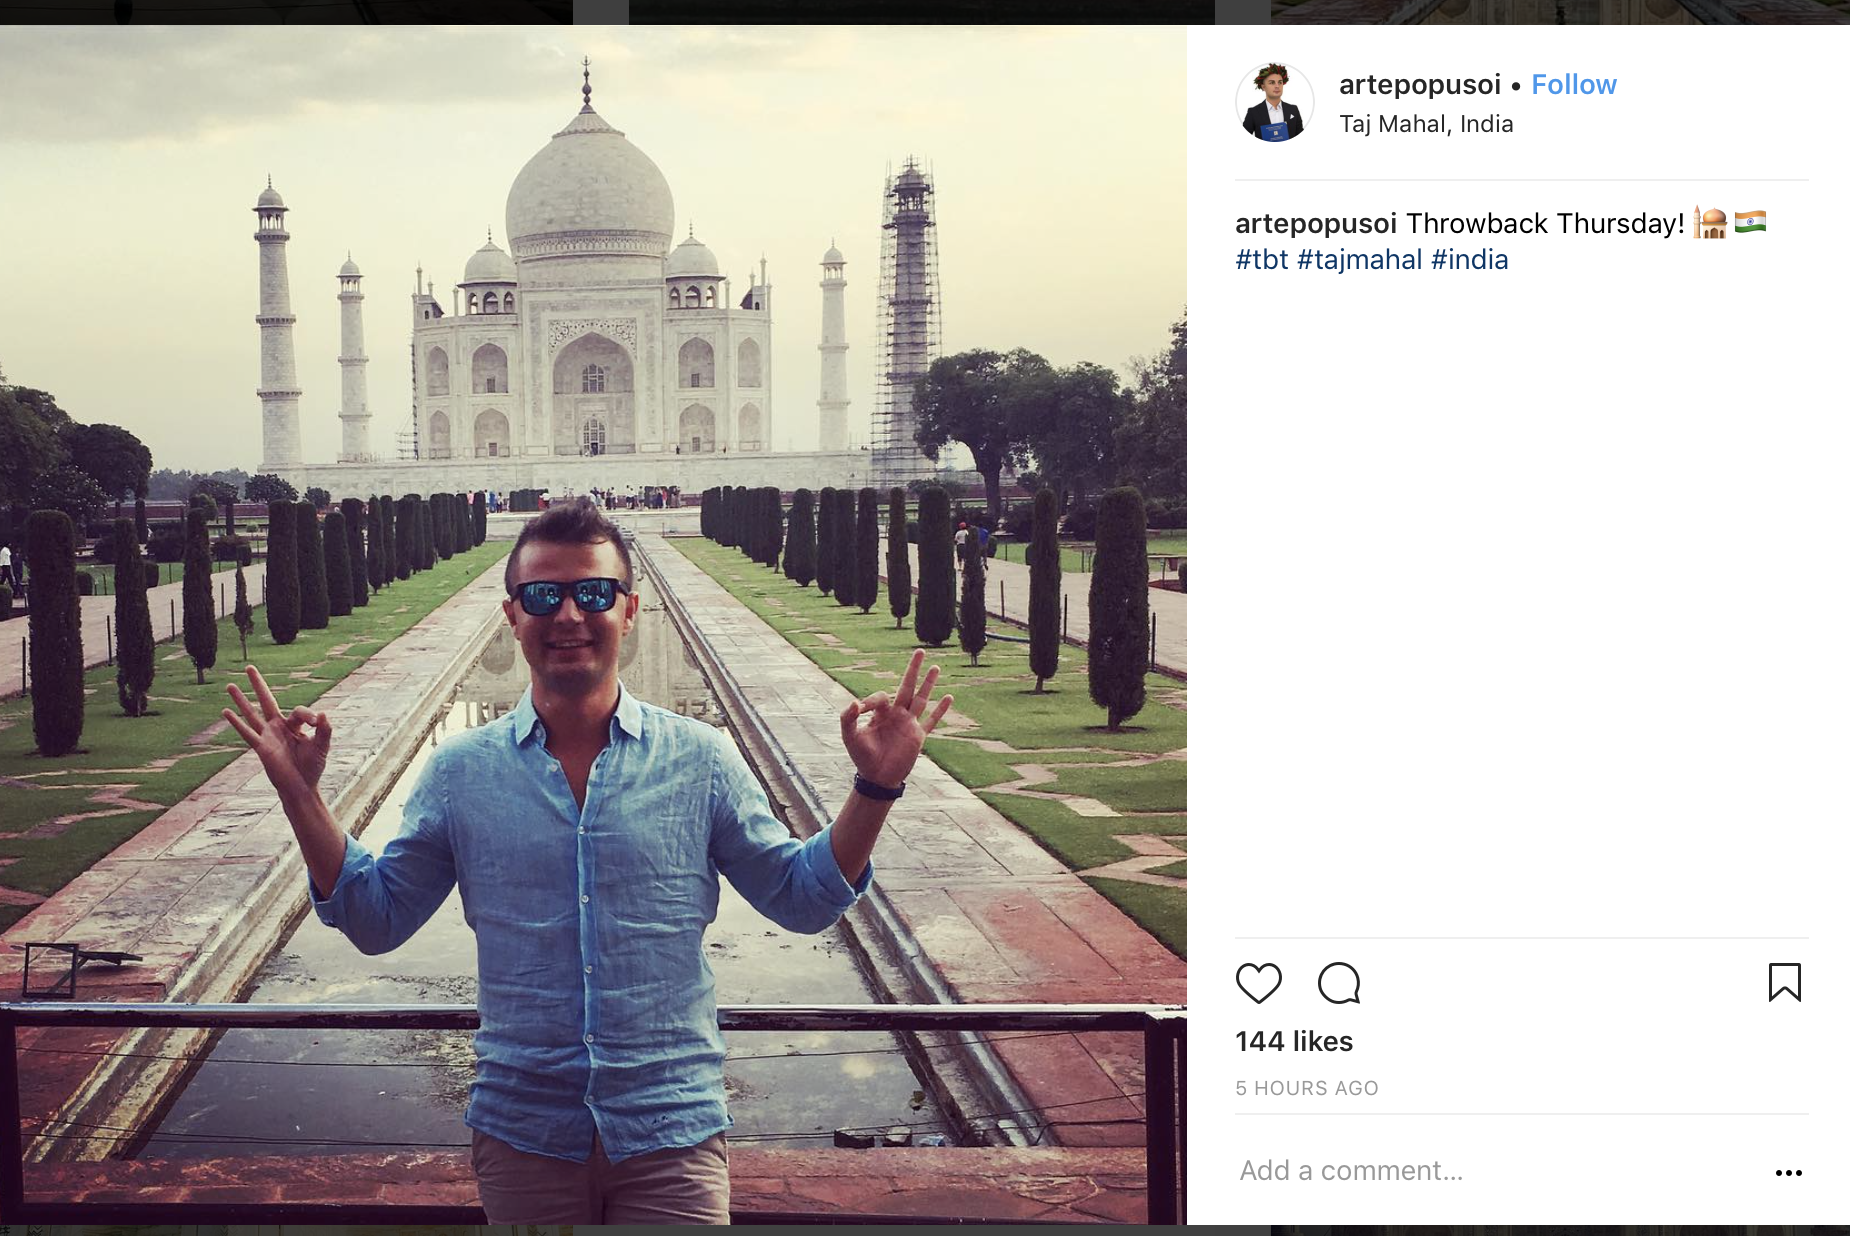 artepopusoi • Follow
Taj Mahal, India
artepopusoi Throwback Thursday! 🕌🇮🇳
#tbt #tajmahal #india
144 likes
5 HOURS AGO
Add a comment...